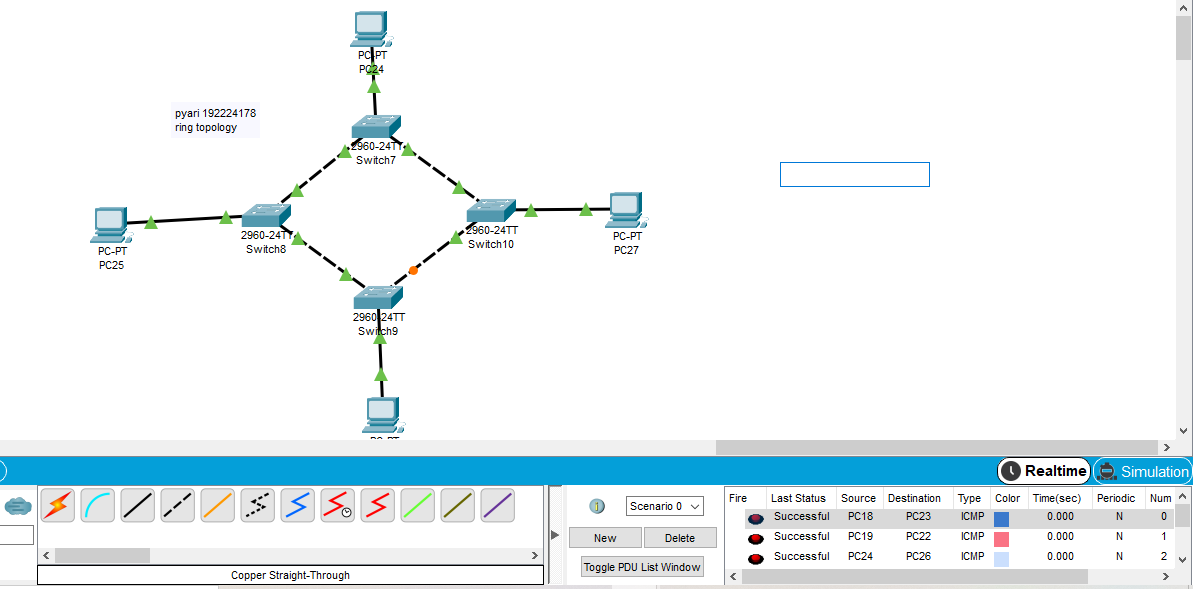 PC-PT
PC24
pyari 192224178
ring topology
2960-24TT
Switch7
PC-PT
PC25
2960-24TT
Switch8
2960-24TT
Switch10
PC-PT
PC27
2960-24TT
Switch9
Realtime
Simulation
Scenario 0
New
Delete
Toggle PDU List Window
Copper Straight-Through
Fire Last Status Source Destination Type Color Time(sec) Periodic Num
Successful PC18 PC23 ICMP 0.000 N 0
Successful PC19 PC22 ICMP 0.000 N 1
Successful PC24 PC26 ICMP 0.000 N 2